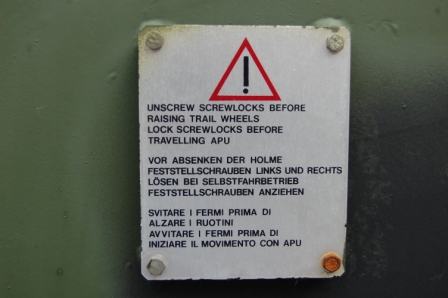 UNSCREW SCREWLOCKS BEFORE
RAISING TRAIL WHEELS
LOCK SCREWLOCKS BEFORE
TRAVELLING APU
VOR ABSENKEN DER HOLME
FESTSTELLSCHRAUBEN LINKS UND RECHTS
LÖSEN BEI SELBSTFAHRBETRIEB
FESTSTELLSCHRAUBEN ANZIEHEN
SVITARE I FERMI PRIMA DI
ALZARE I RUOTINI
AVVITARE I FERMI PRIMA DI
INIZIARE IL MOVIMENTO CON APU